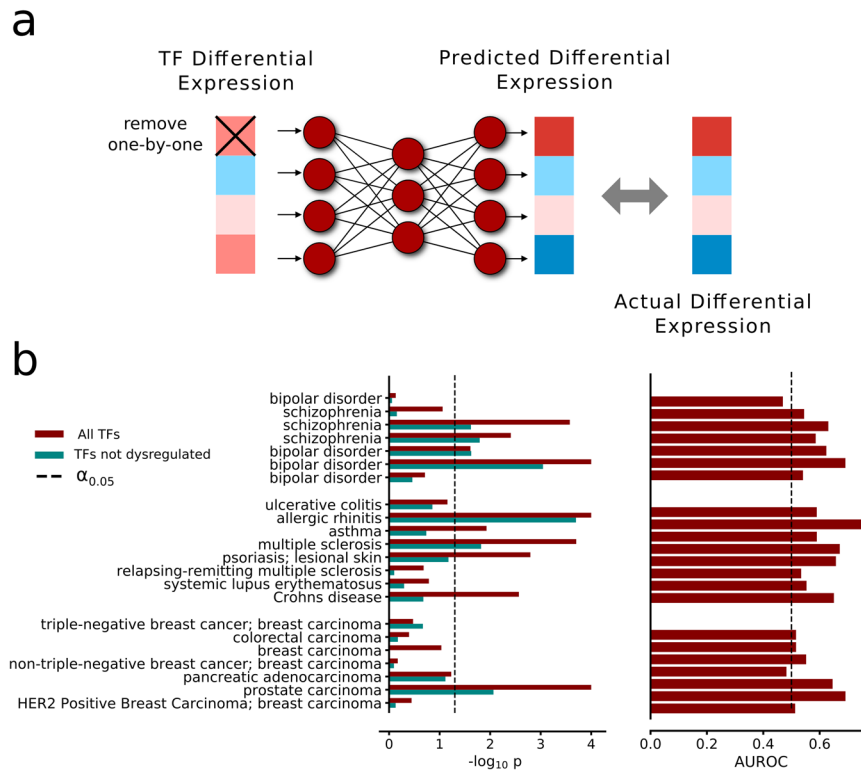 a
TF Differential
Expression
Predicted Differential
Expression
remove
one-by-one
Actual Differential
Expression
b
All TFs
TFs not dysregulated
α0.05
bipolar disorder
schizophrenia
schizophrenia
schizophrenia
bipolar disorder
bipolar disorder
bipolar disorder
ulcerative colitis
allergic rhinitis
asthma
multiple sclerosis
psoriasis; lesional skin
relapsing-remitting multiple sclerosis
systemic lupus erythematosus
Crohns disease
triple-negative breast cancer; breast carcinoma
colorectal carcinoma
breast carcinoma
non-triple-negative breast cancer; breast carcinoma
pancreatic adenocarcinoma
prostate carcinoma
HER2 Positive Breast Carcinoma; breast carcinoma
0 1 2 3 4
-log10 p
0.0 0.2 0.4 0.6
AUROC